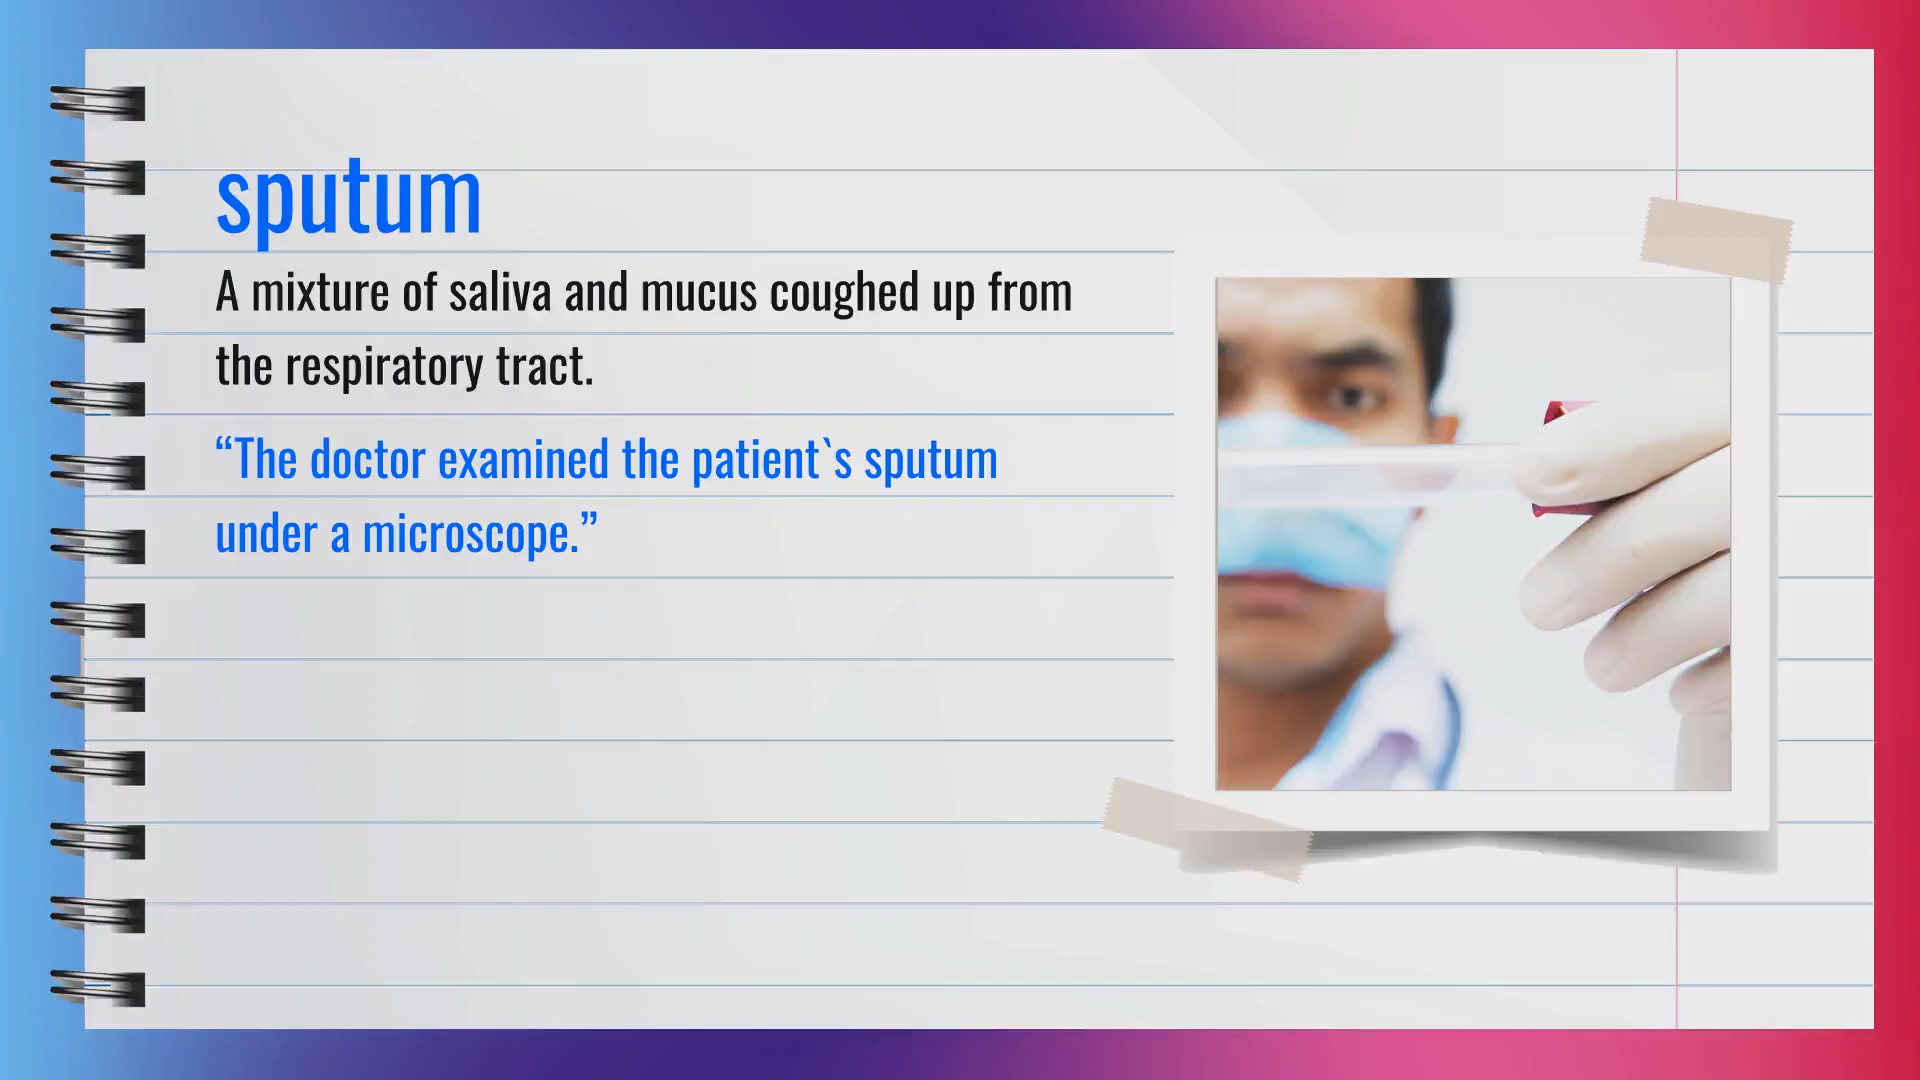 sputum
A mixture of saliva and mucus coughed up from
the respiratory tract.
“The doctor examined the patient`s sputum
under a microscope.”